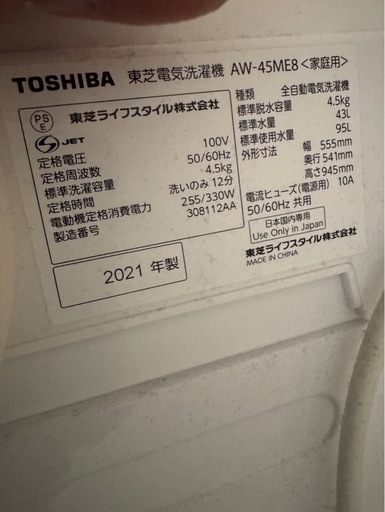 TOSHIBA 東芝電気洗濯機 AW-45ME8<家庭用>
PS
E
東芝ライフスタイル株式会社
S JET
定格電圧 100V
定格周波数 50/60Hz
標準洗濯容量 4.5kg
定格時間 洗いのみ 12分
電動機定格消費電力 255/330W
製造番号 308112AA
2021 年製
種類 全自動電気洗濯機
標準脱水容量 4.5kg
標準水量 43L
標準使用水量 95L
外形寸法 幅 555mm
奥行 541mm
高さ945mm
電流ヒューズ(電源用) 10A
50/60Hz 共用
日本国内専用
Use Only in Japan
東芝ライフスタイル株式会社
MADE IN CHINA